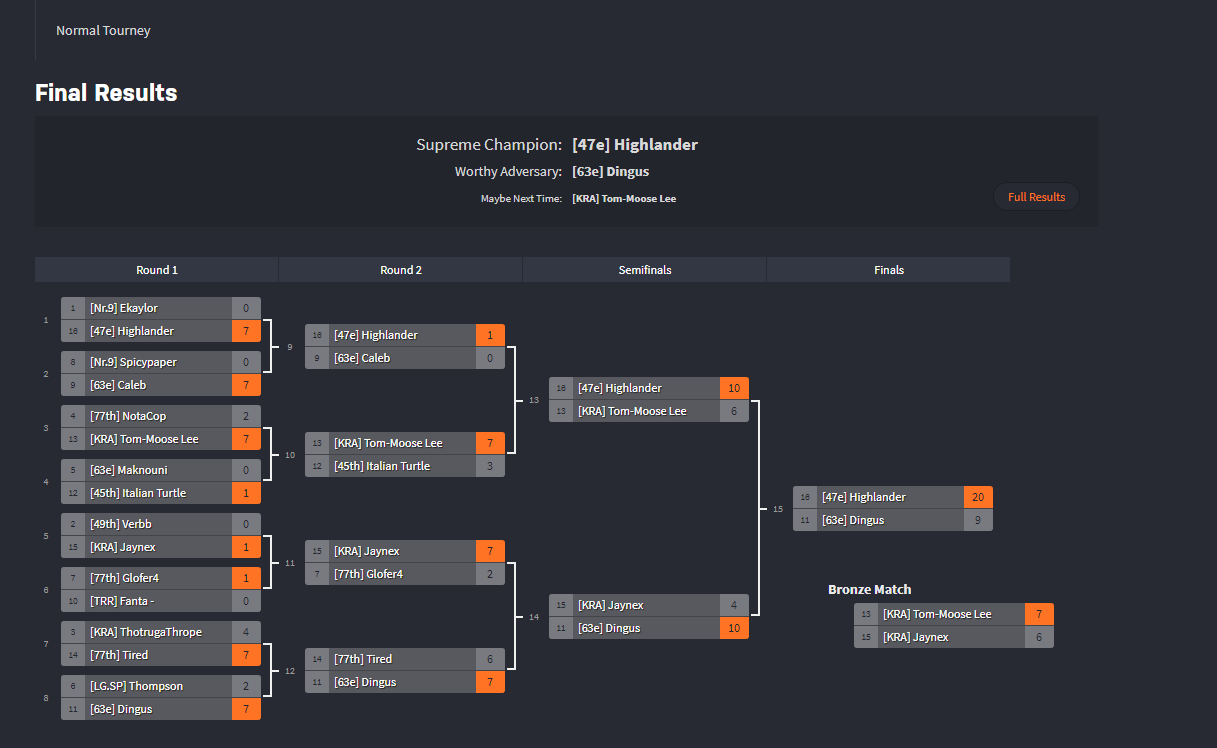 Normal Tourney
Final Results
Supreme Champion: [47e] Highlander
Worthy Adversary: [63e] Dingus
Maybe Next Time: [KRA] Tom-Moose Lee
Full Results
Round 1 Round 2 Semifinals Finals
1
1 [Nr.9] Ekaylor 0
16 [47e] Highlander 7
2
8 [Nr.9] Spicypaper 0
9 [63e] Caleb 7
3
4 [77th] NotaCop 2
13 [KRA] Tom-Moose Lee 7
4
5 [63e] Maknouni 0
12 [45th] Italian Turtle 1
5
2 [49th] Verbb 0
15 [KRA] Jaynex 1
6
7 [77th] Glofer4 1
10 [TRR] Fanta - 0
7
3 [KRA] ThotrugaThrope 4
14 [77th] Tired 7
8
6 [LG.SP] Thompson 2
11 [63e] Dingus 7
9
16 [47e] Highlander 1
9 [63e] Caleb 0
10
13 [KRA] Tom-Moose Lee 7
12 [45th] Italian Turtle 3
11
15 [KRA] Jaynex 7
7 [77th] Glofer4 2
12
14 [77th] Tired 6
11 [63e] Dingus 7
13
16 [47e] Highlander 10
13 [KRA] Tom-Moose Lee 6
14
15 [KRA] Jaynex 4
11 [63e] Dingus 10
15
16 [47e] Highlander 20
11 [63e] Dingus 9
Bronze Match
13 [KRA] Tom-Moose Lee 7
15 [KRA] Jaynex 6